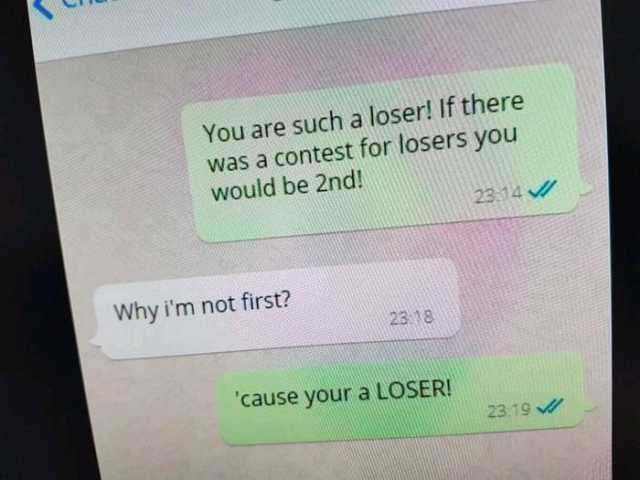 You are such a loser! If there
was a contest for losers you
would be 2nd!
23:14
Why i'm not first?
23:18
'cause your a LOSER!
23:19